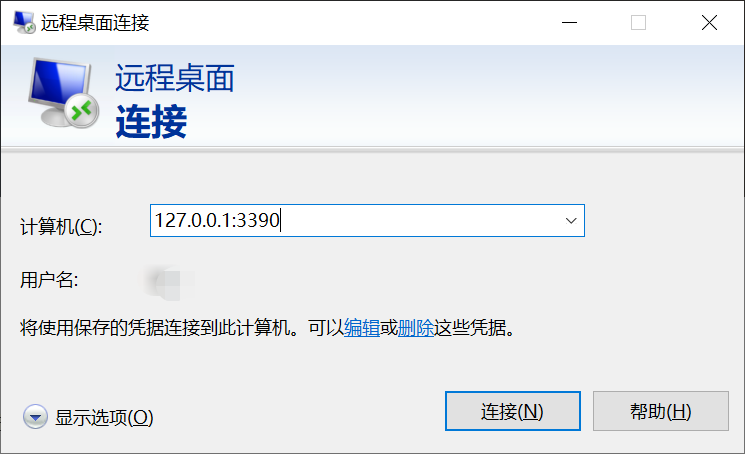 远程桌面连接
远程桌面
连接
计算机(C): 127.0.0.1:3390
用户名:
将使用保存的凭据连接到此计算机。可以编辑或删除这些凭据。
显示选项(O) 连接(N) 帮助(H)